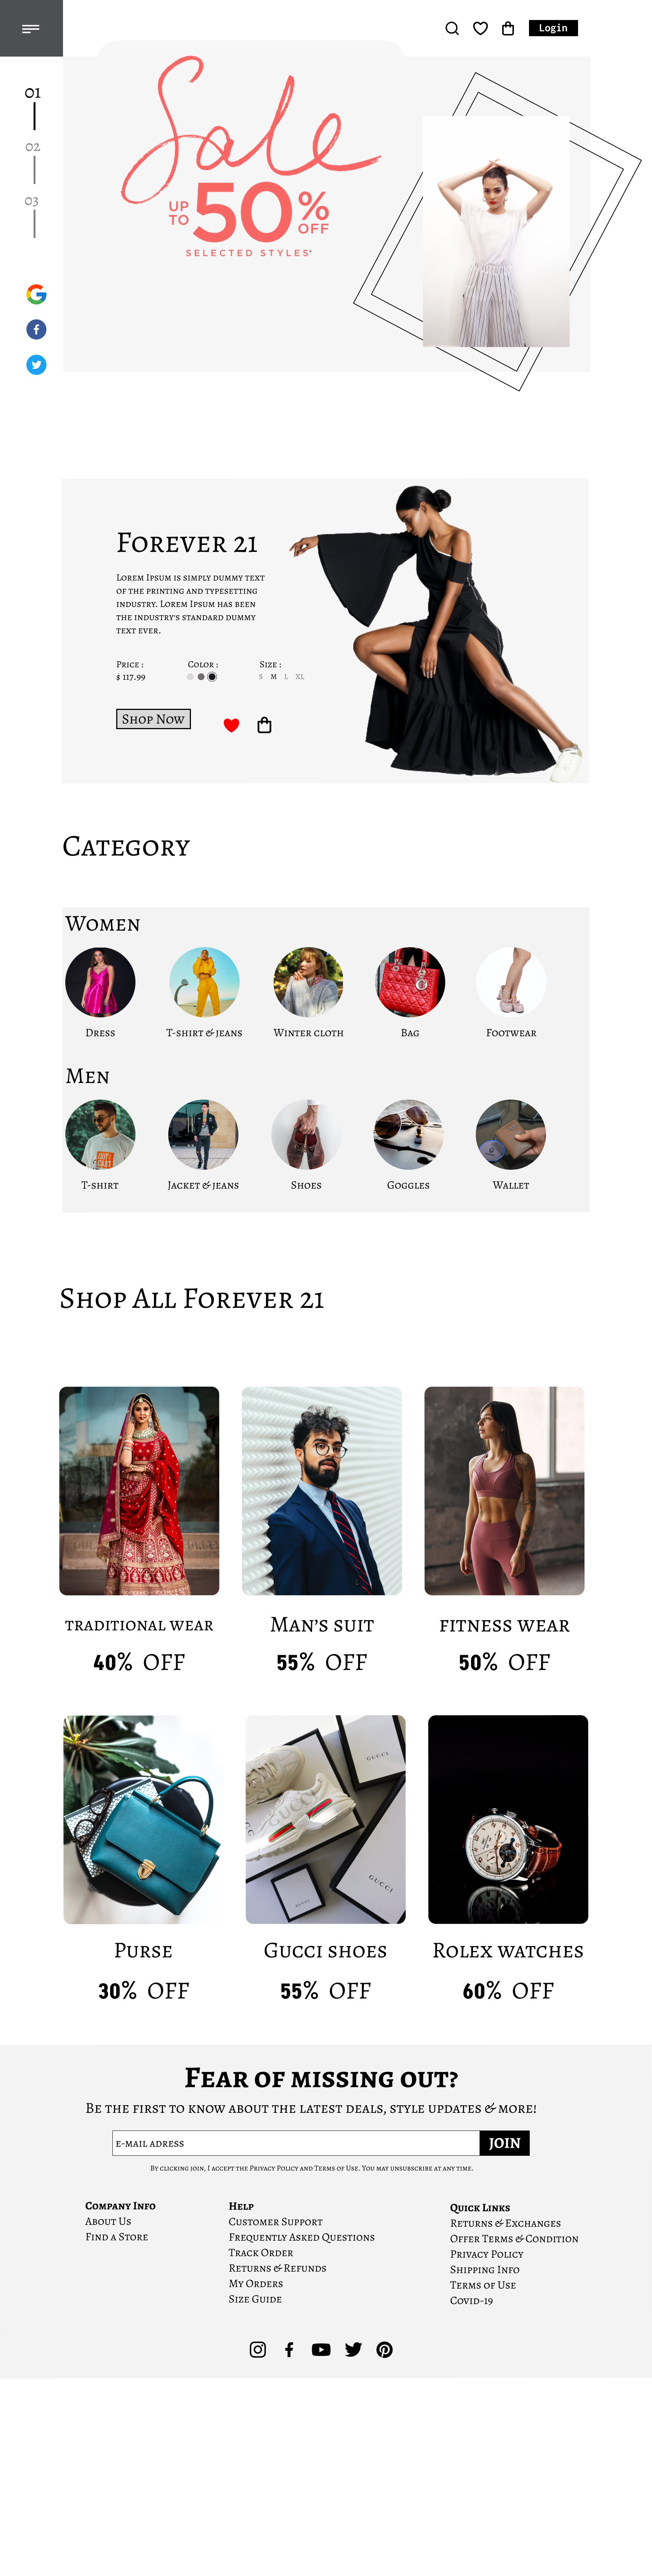 Login
01
02
03
Sale
UP TO 50% OFF
SELECTED STYLES*
Forever 21
Lorem Ipsum is simply dummy text
of the printing and typesetting
industry. Lorem Ipsum has been
the industry's standard dummy
text ever.
Price : Color : Size :
$ 117.99 S M L XL
Shop Now
Category
Women
Dress T-shirt & jeans Winter cloth Bag Footwear
Men
T-shirt Jacket & jeans Shoes Goggles Wallet
Shop All Forever 21
traditional wear Man's suit fitness wear
40% OFF 55% OFF 50% OFF
GUCCI
GUCCI
GUCCI
Purse Gucci shoes Rolex watches
30% OFF 55% OFF 60% OFF
Fear of missing out?
Be the first to know about the latest deals, style updates & more!
e-mail adress JOIN
By clicking join, I accept the Privacy Policy and Terms of Use. You may unsubscribe at any time.
Company Info
About Us
Find a Store
Help
Customer Support
Frequently Asked Questions
Track Order
Returns & Refunds
My Orders
Size Guide
Quick Links
Returns & Exchanges
Offer Terms & Condition
Privacy Policy
Shipping Info
Terms of Use
Covid-19